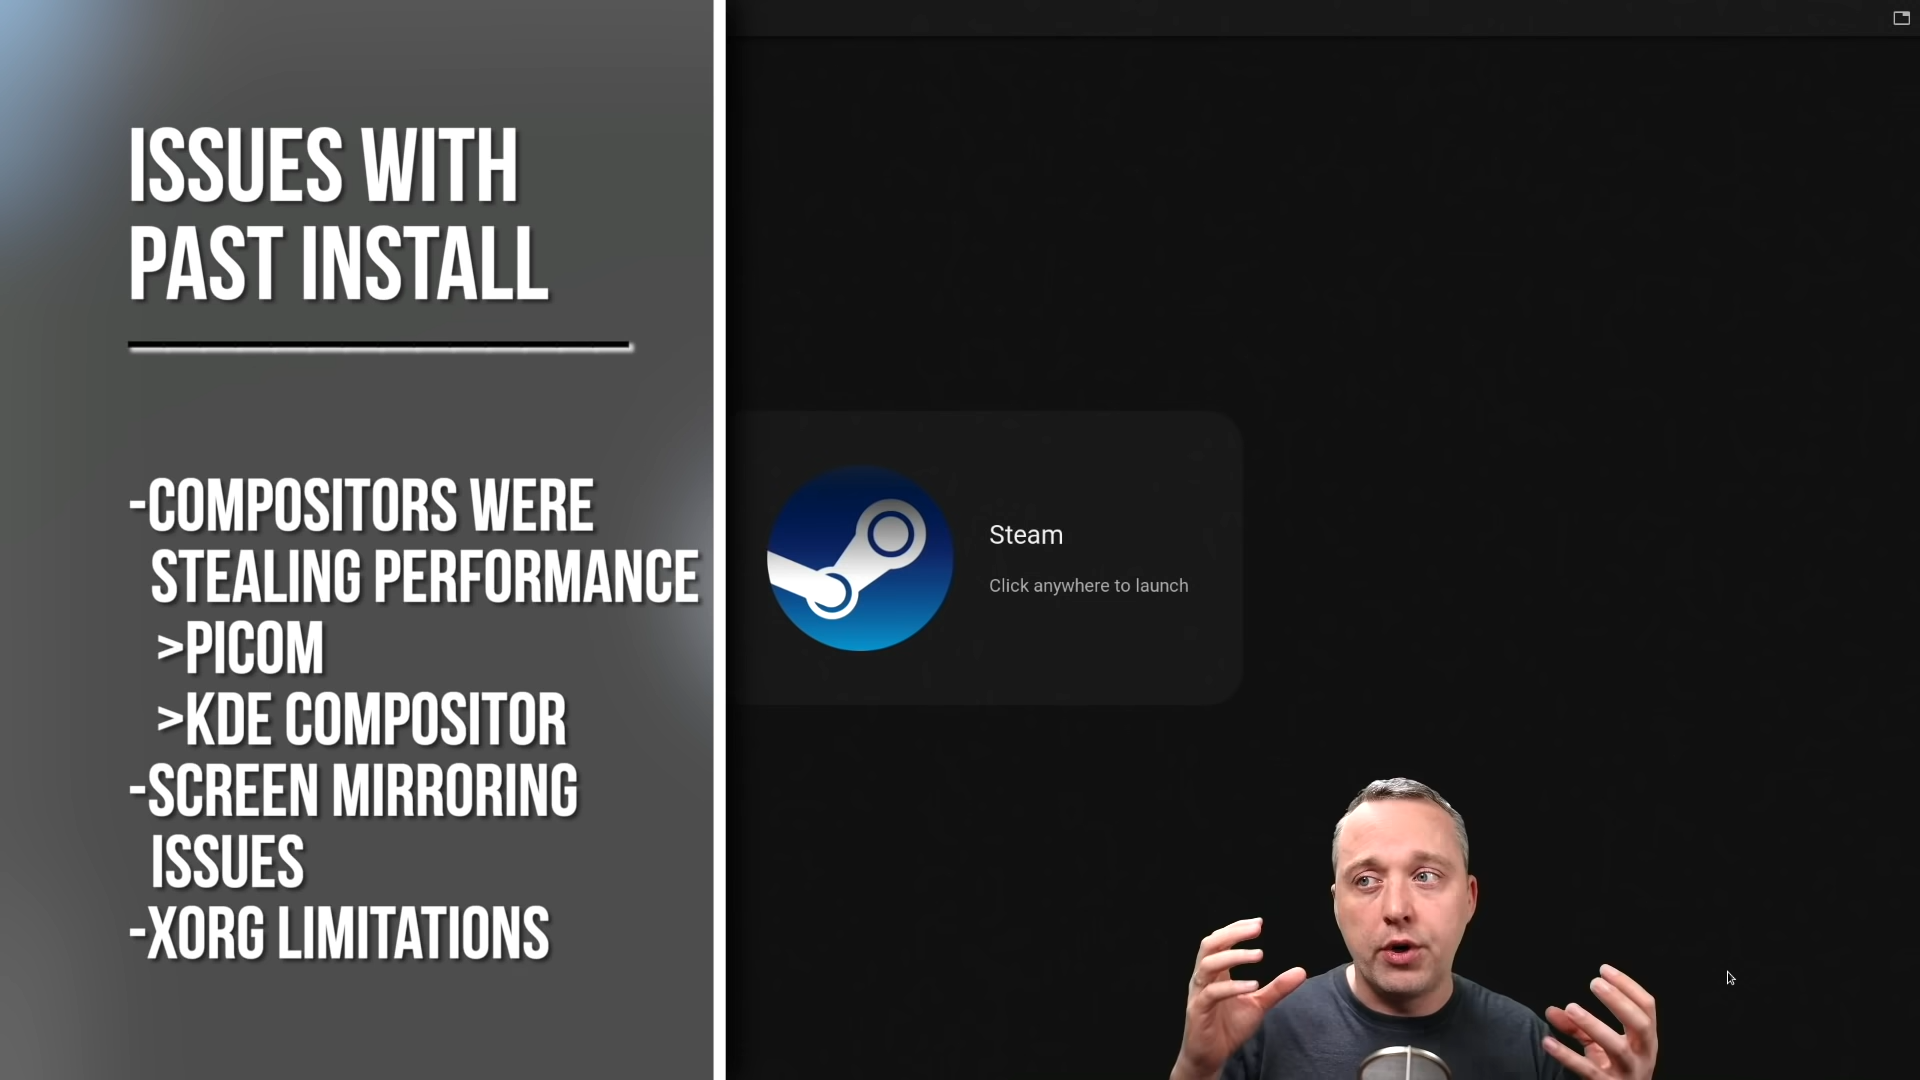 ISSUES WITH
PAST INSTALL
-COMPOSITORS WERE
STEALING PERFORMANCE
>PICOM
>KDE COMPOSITOR
-SCREEN MIRRORING
ISSUES
-XORG LIMITATIONS
Steam
Click anywhere to launch